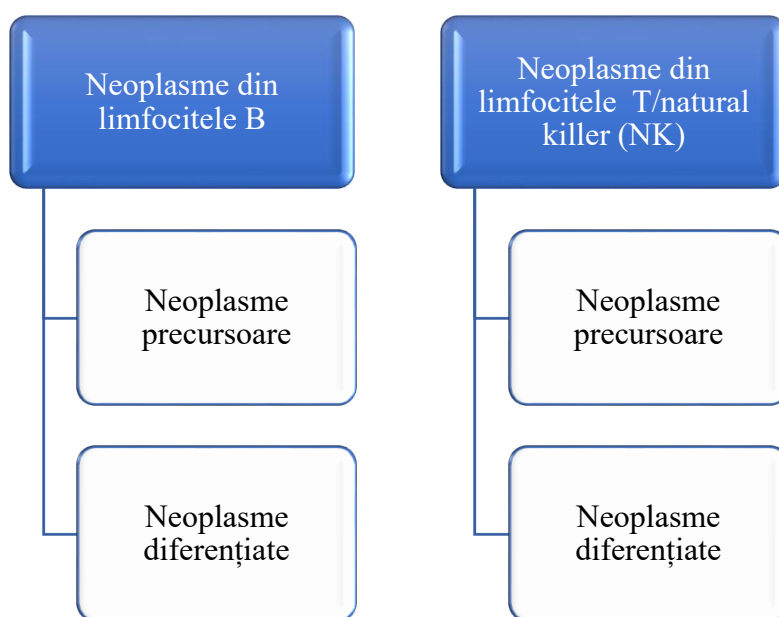 Neoplasme din
limfocitele B
Neoplasme
precursoare
Neoplasme
diferențiate
Neoplasme din
limfocitele T/natural
killer (NK)
Neoplasme
precursoare
Neoplasme
diferențiate